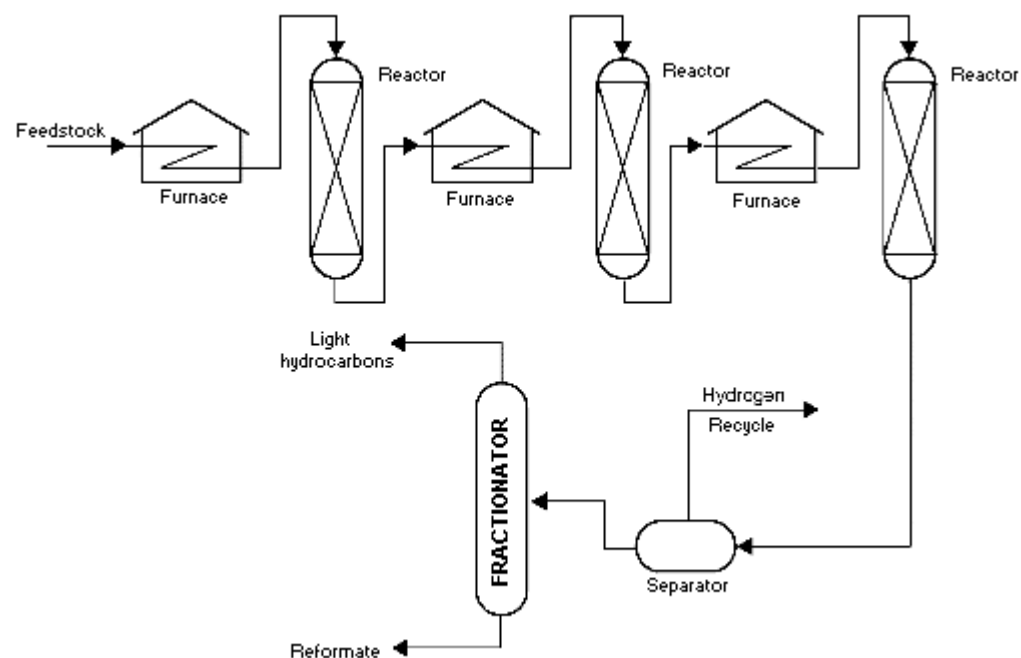 Reactor
Reactor
Reactor
Feedstock
Furnace
Furnace
Furnace
Light
hydrocarbons
Hydrogen
Recycle
FRACTIONATOR
Separator
Reformate